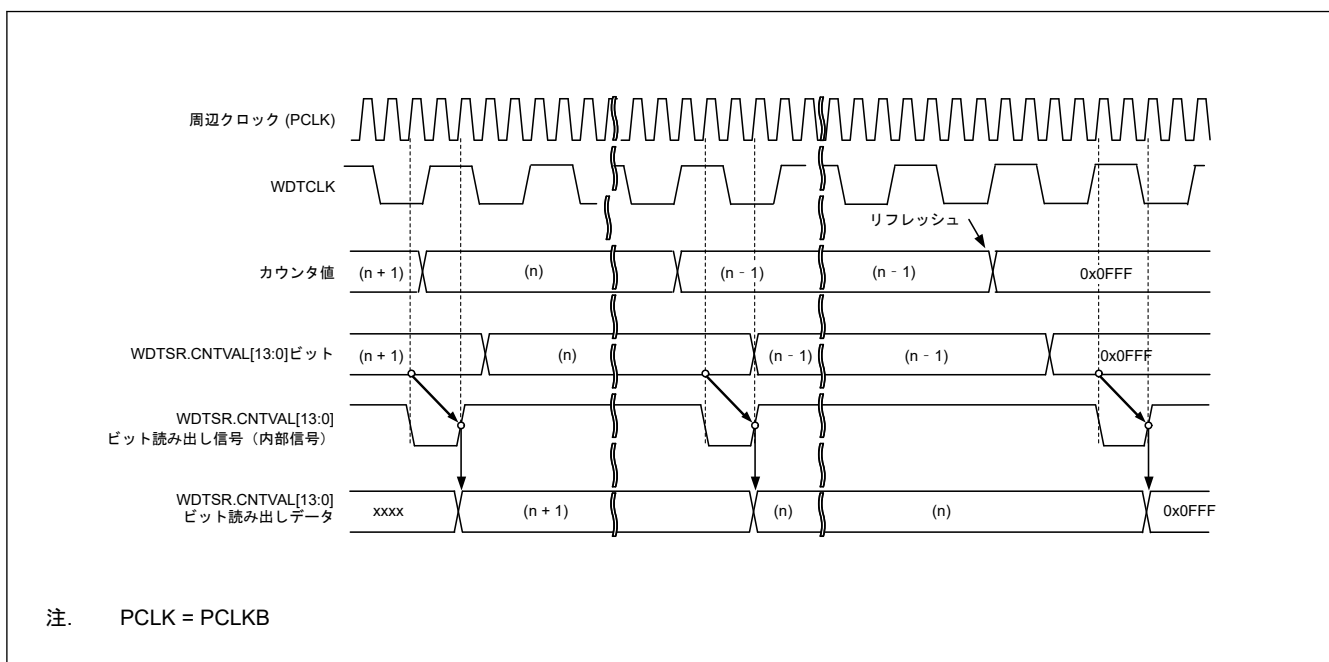 周辺クロック (PCLK)
WDTCLK
リフレッシュ
カウンタ値
(n + 1)
(n)
(n - 1)
(n - 1)
0x0FFF
WDTSR.CNTVAL[13:0]ビット
(n + 1)
(n)
(n - 1)
(n - 1)
0x0FFF
WDTSR.CNTVAL[13:0]
ビット読み出し信号（内部信号）
WDTSR.CNTVAL[13:0]
ビット読み出しデータ
xxxx
(n + 1)
(n)
(n)
0x0FFF
注. PCLK = PCLKB